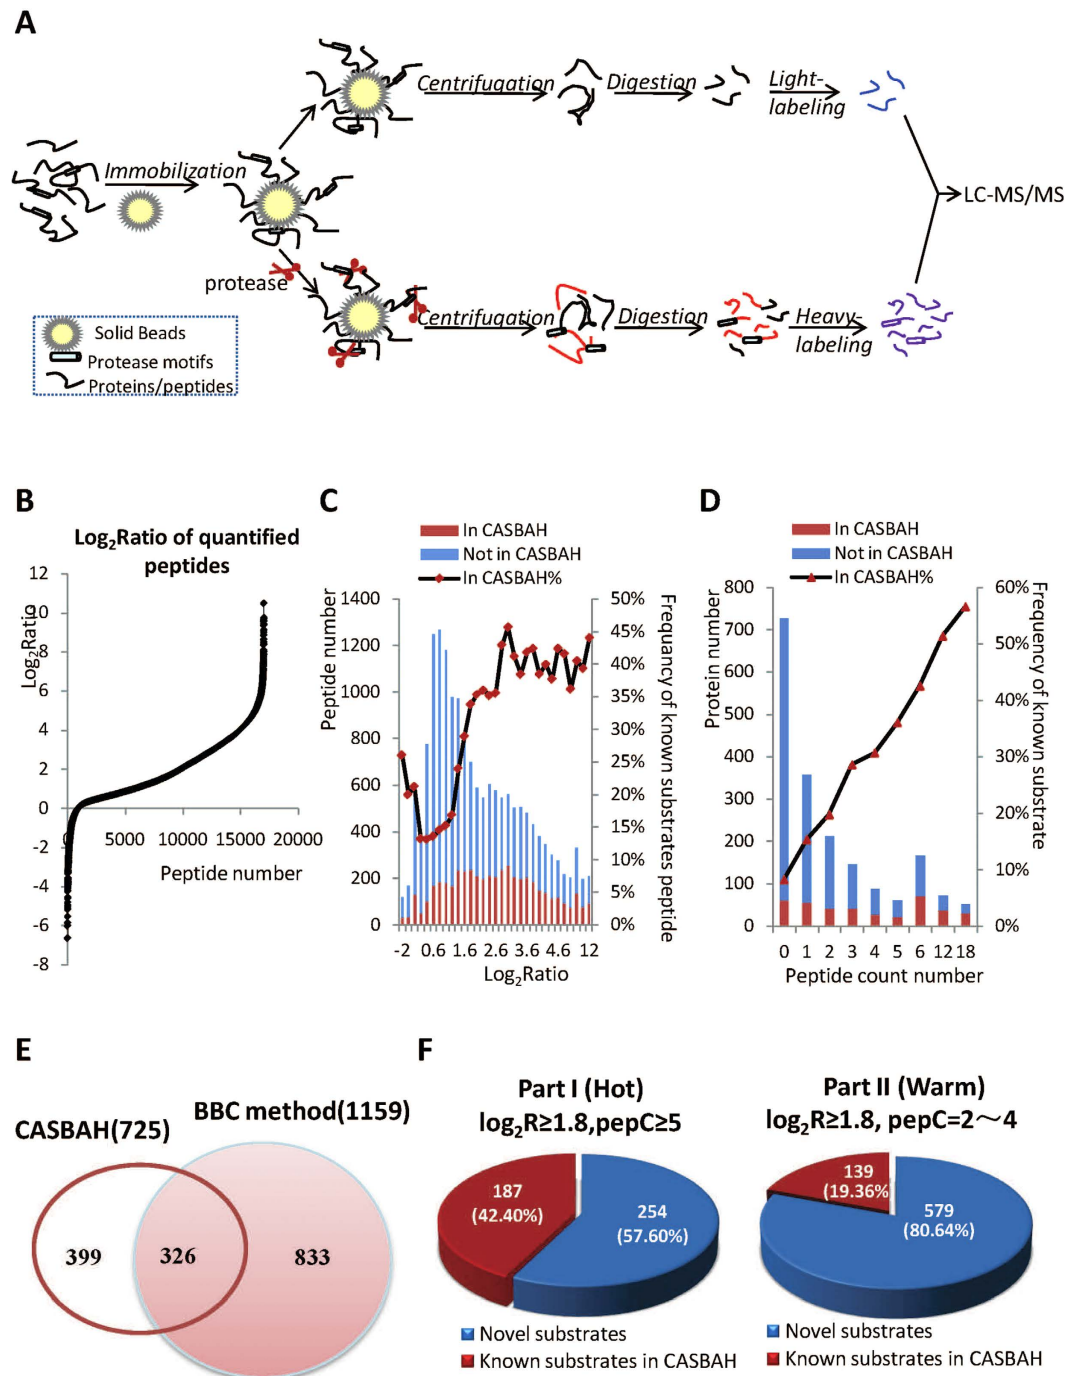 A
Immobilization
Centrifugation
Digestion
Light-
labeling
LC-MS/MS
protease
Centrifugation
Digestion
Heavy-
labeling
Solid Beads
Protease motifs
Proteins/peptides
B
Log₂Ratio of quantified
peptides
Log₂Ratio
12
10
8
6
4
2
0
-2
-4
-6
-8
0
5000
10000
15000
20000
Peptide number
C
In CASBAH
Not in CASBAH
In CASBAH%
Peptide number
1400
1200
1000
800
600
400
200
0
50%
45%
40%
35%
30%
25%
20%
15%
10%
5%
0%
Frequancy of known substrates peptide
-2 0.6 1.6 2.6 3.6 4.6 12
Log₂Ratio
D
In CASBAH
Not in CASBAH
In CASBAH%
Protein number
800
700
600
500
400
300
200
100
0
60%
50%
40%
30%
20%
10%
0%
Frequency of known substrate
0 1 2 3 4 5 6 12 18
Peptide count number
E
CASBAH(725)
BBC method(1159)
399
326
833
F
Part I (Hot)
log₂R≥1.8,pepC≥5
187
(42.40%)
254
(57.60%)
Novel substrates
Known substrates in CASBAH
Part II (Warm)
log₂R≥1.8, pepC=2～4
139
(19.36%
579
(80.64%)
Novel substrates
Known substrates in CASBAH